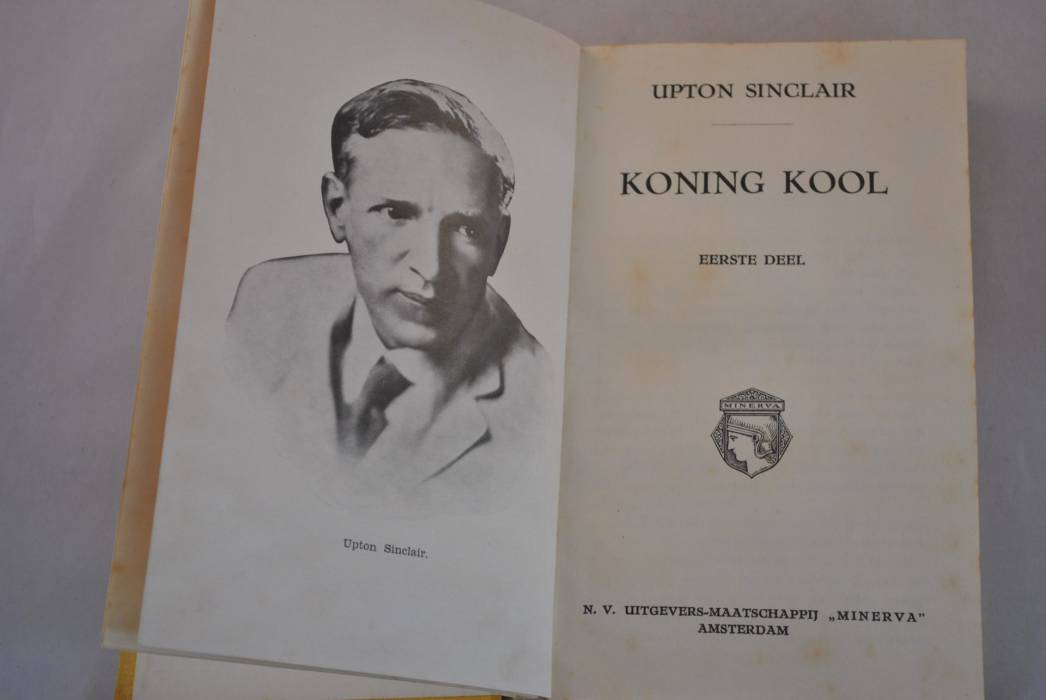 Upton Sinclair.
UPTON SINCLAIR
KONING KOOL
EERSTE DEEL
MINERVA
N. V. UITGEVERS-MAATSCHAPPIJ „MINERVA”
AMSTERDAM